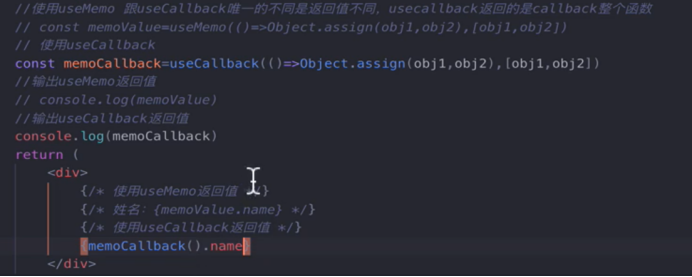 //使用useMemo 跟useCallback唯一的不同是返回值不同，usecallback返回的是callback整个函数
// const memoValue=useMemo(()=>Object.assign(obj1,obj2),[obj1,obj2])
// 使用useCallback
const memoCallback=useCallback(()=>Object.assign(obj1,obj2),[obj1,obj2])
//输出useMemo返回值
// console.log(memoValue)
//输出useCallback返回值
console.log(memoCallback)
return (
<div>
{/* 使用useMemo返回值 */}
{/* 姓名：{memoValue.name} */}
{/* 使用useCallback返回值 */}
{memoCallback().name}
</div>